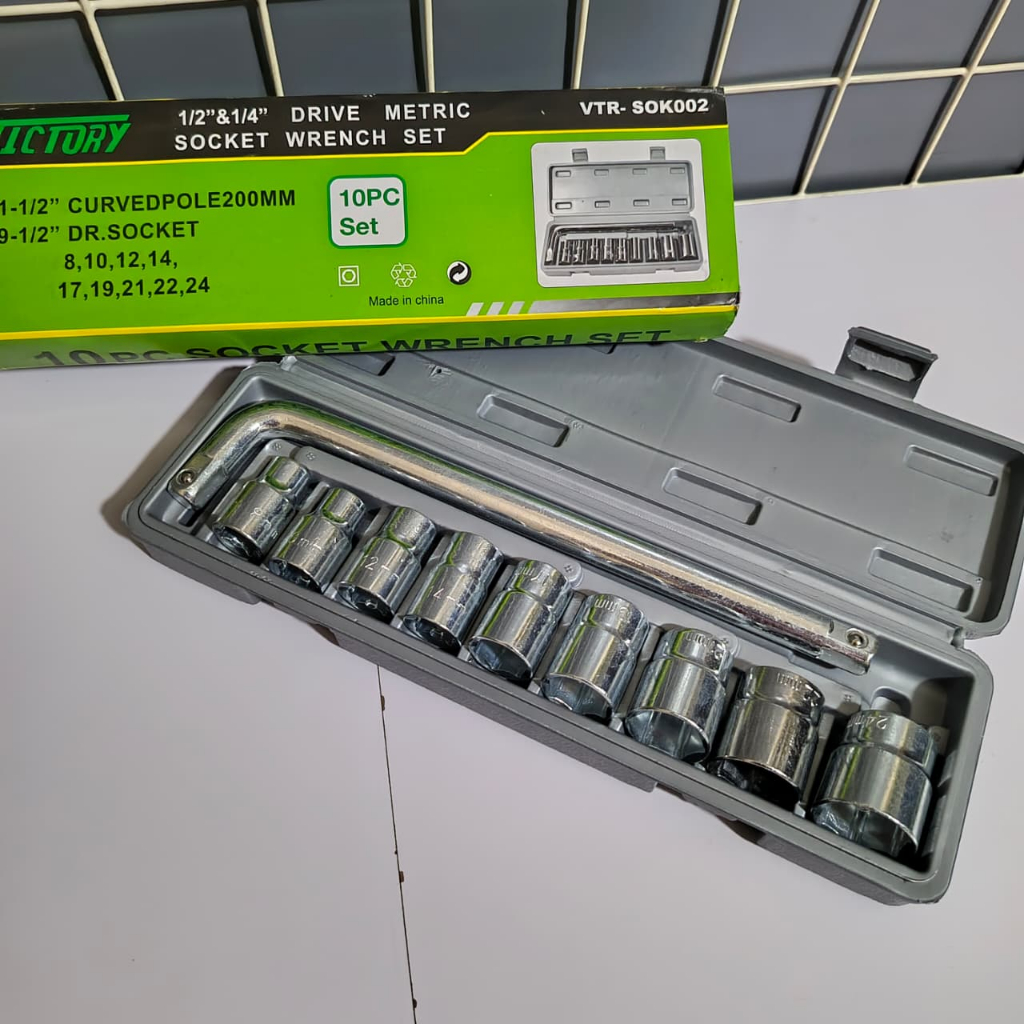 VICTORY
1/2”&1/4” DRIVE METRIC
SOCKET WRENCH SET
VTR- SOK002
1-1/2” CURVEDPOLE200MM
9-1/2” DR.SOCKET
8,10,12,14,
17,19,21,22,24
10PC
Set
Made in china
10PC SOCKET WRENCH SET